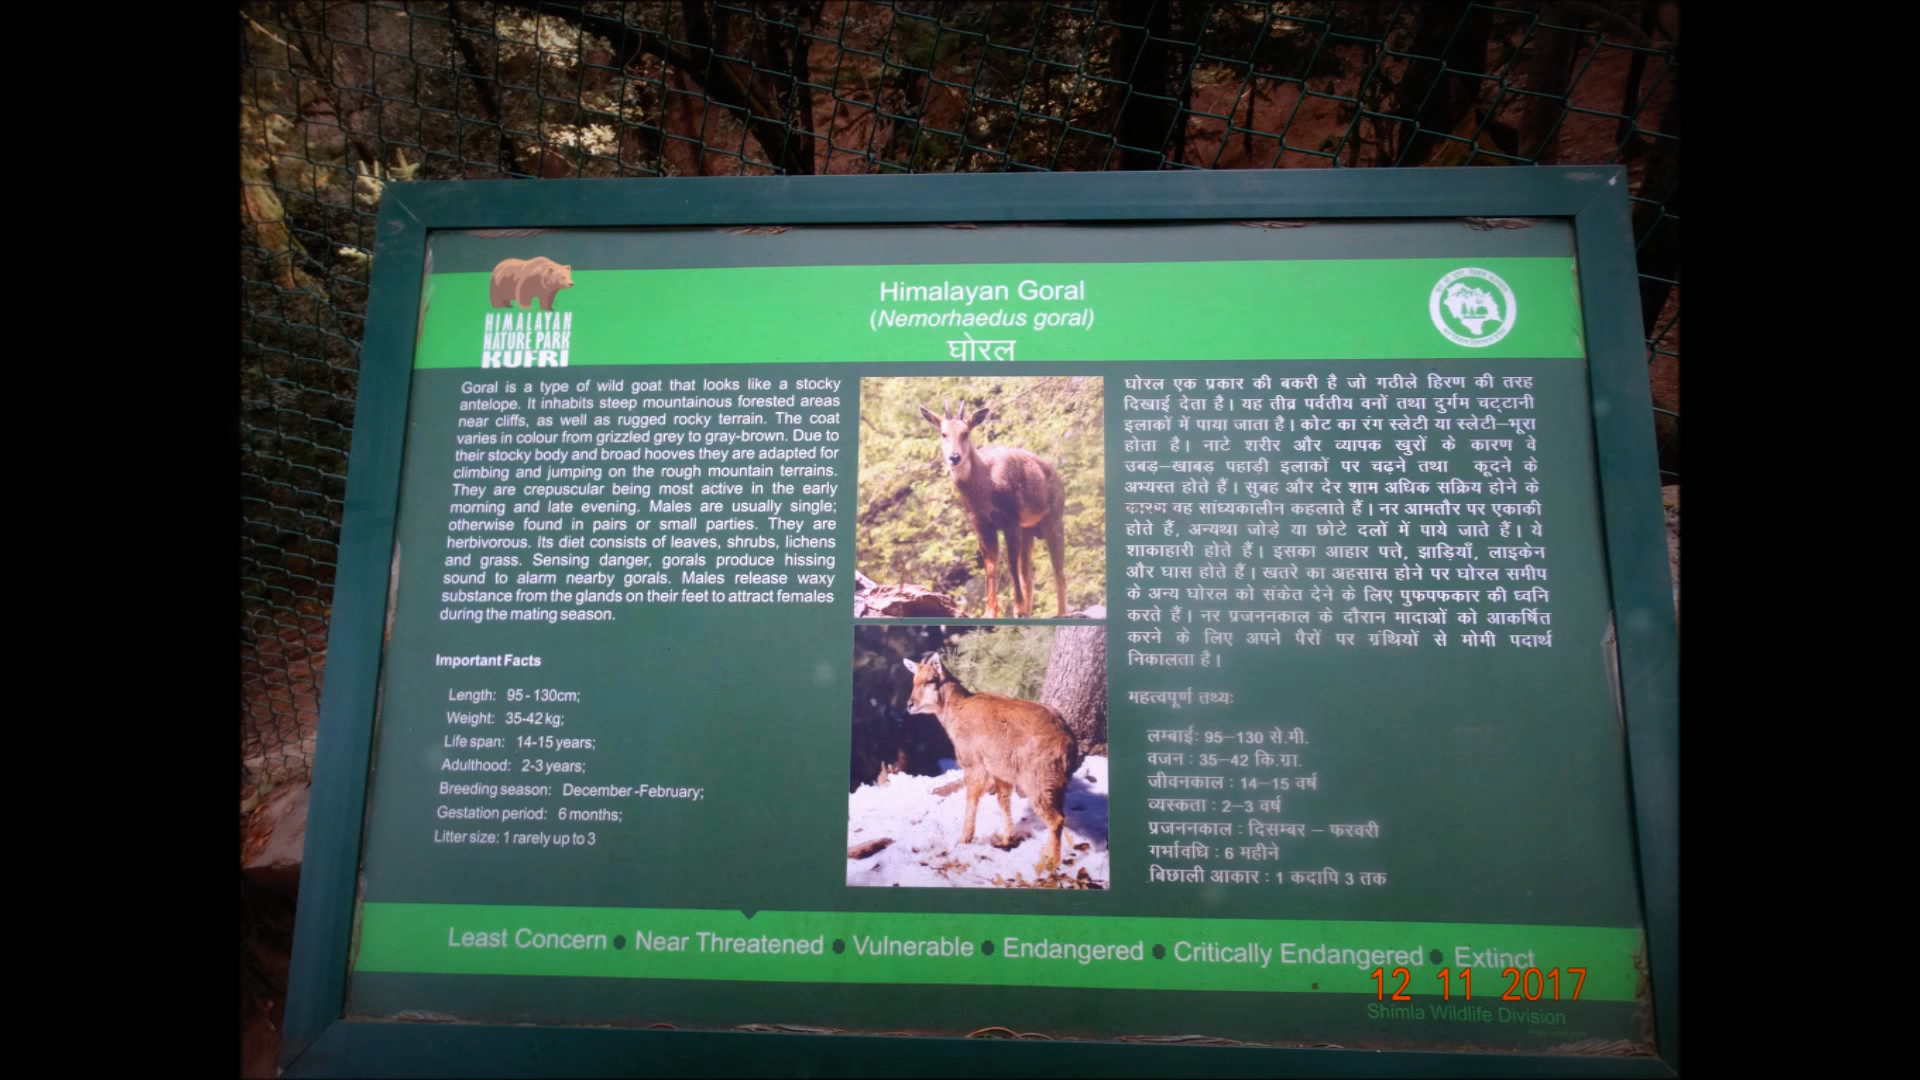 HIMALAYAN
NATURE PARK
KUFRI
Himalayan Goral
(Nemorhaedus goral)
घोरल
Goral is a type of wild goat that looks like a stocky
antelope. It inhabits steep mountainous forested areas
near cliffs, as well as rugged rocky terrain. The coat
varies in colour from grizzled grey to gray-brown. Due to
their stocky body and broad hooves they are adapted for
climbing and jumping on the rough mountain terrains.
They are crepuscular being most active in the early
morning and late evening. Males are usually single;
otherwise found in pairs or small parties. They are
herbivorous. Its diet consists of leaves, shrubs, lichens
and grass. Sensing danger, gorals produce hissing
sound to alarm nearby gorals. Males release waxy
substance from the glands on their feet to attract females
during the mating season.
Important Facts
Length: 95-130cm;
Weight: 35-42 kg;
Life span: 14-15 years;
Adulthood: 2-3 years;
Breeding season: December-February;
Gestation period: 6 months;
Litter size: 1 rarely up to 3
घोरल एक प्रकार की बकरी है जो गठीले हिरण की तरह
दिखाई देता है। यह तीव्र पर्वतीय वनों तथा दुर्गम चट्टानी
इलाकों में पाया जाता है। कोट का रंग स्लेटी या स्लेटी–भूरा
होता है। नाटे शरीर और व्यापक खुरों के कारण वे
उबड़–खाबड़ पहाड़ी इलाकों पर चढ़ने तथा कूदने के
अभ्यस्त होते हैं। सुबह और देर शाम अधिक सक्रिय होने के
कारण वह सांध्यकालीन कहलाते हैं। नर आमतौर पर एकाकी
होते हैं, अन्यथा जोड़े या छोटे दलों में पाये जाते हैं। ये
शाकाहारी होते हैं। इसका आहार पत्ते, झाड़ियाँ, लाइकेन
और घास होते हैं। खतरे का अहसास होने पर घोरल समीप
के अन्य घोरल को संकेत देने के लिए पुफपफकार की ध्वनि
करते हैं। नर प्रजननकाल के दौरान मादाओं को आकर्षित
करने के लिए अपने पैरों पर ग्रंथियों से मोमी पदार्थ
निकालता है।
महत्वपूर्ण तथ्यः
लम्बाईः 95–130 से.मी.
वजन : 35–42 कि.ग्रा.
जीवनकाल : 14–15 वर्ष
व्यस्कता : 2–3 वर्ष
प्रजननकाल : दिसम्बर – फरवरी
गर्भावधि : 6 महीने
बिछाली आकार : 1 कदापि 3 तक
Least Concern ● Near Threatened ● Vulnerable ● Endangered ● Critically Endangered ● Extinct
12 11 2017
Shimla Wildlife Division